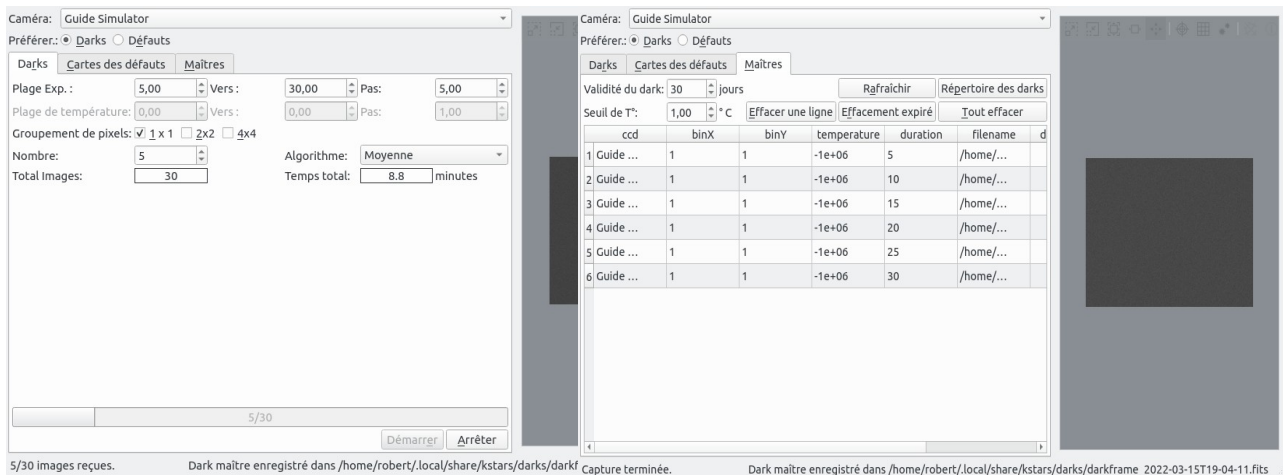 Caméra: Guide Simulator
Préférer.: Darks Défauts
Darks Cartes des défauts Maîtres
Plage Exp. : 5,00 Vers : 30,00 Pas: 5,00
Plage de température: 0,00 Vers : 0,00 Pas: 1,00
Groupement de pixels: 1 x 1 2x2 4x4
Nombre: 5 Algorithme: Moyenne
Total Images: 30 Temps total: 8.8 minutes
5/30
Démarrer Arrêter
5/30 images reçues. Dark maître enregistré dans /home/robert/.local/share/kstars/darks/darkf
Caméra: Guide Simulator
Préférer.: Darks Défauts
Darks Cartes des défauts Maîtres
Validité du dark: 30 jours Rafraîchir Répertoire des darks
Seuil de T°: 1,00 ° C Effacer une ligne Effacement expiré Tout effacer
ccd binX binY temperature duration filename d
1 Guide ... 1 1 -1e+06 5 /home/...
2 Guide ... 1 1 -1e+06 10 /home/...
3 Guide ... 1 1 -1e+06 15 /home/...
4 Guide ... 1 1 -1e+06 20 /home/...
5 Guide ... 1 1 -1e+06 25 /home/...
6 Guide ... 1 1 -1e+06 30 /home/...
Capture terminée. Dark maître enregistré dans /home/robert/.local/share/kstars/darks/darkframe_2022-03-15T19-04-11.fits